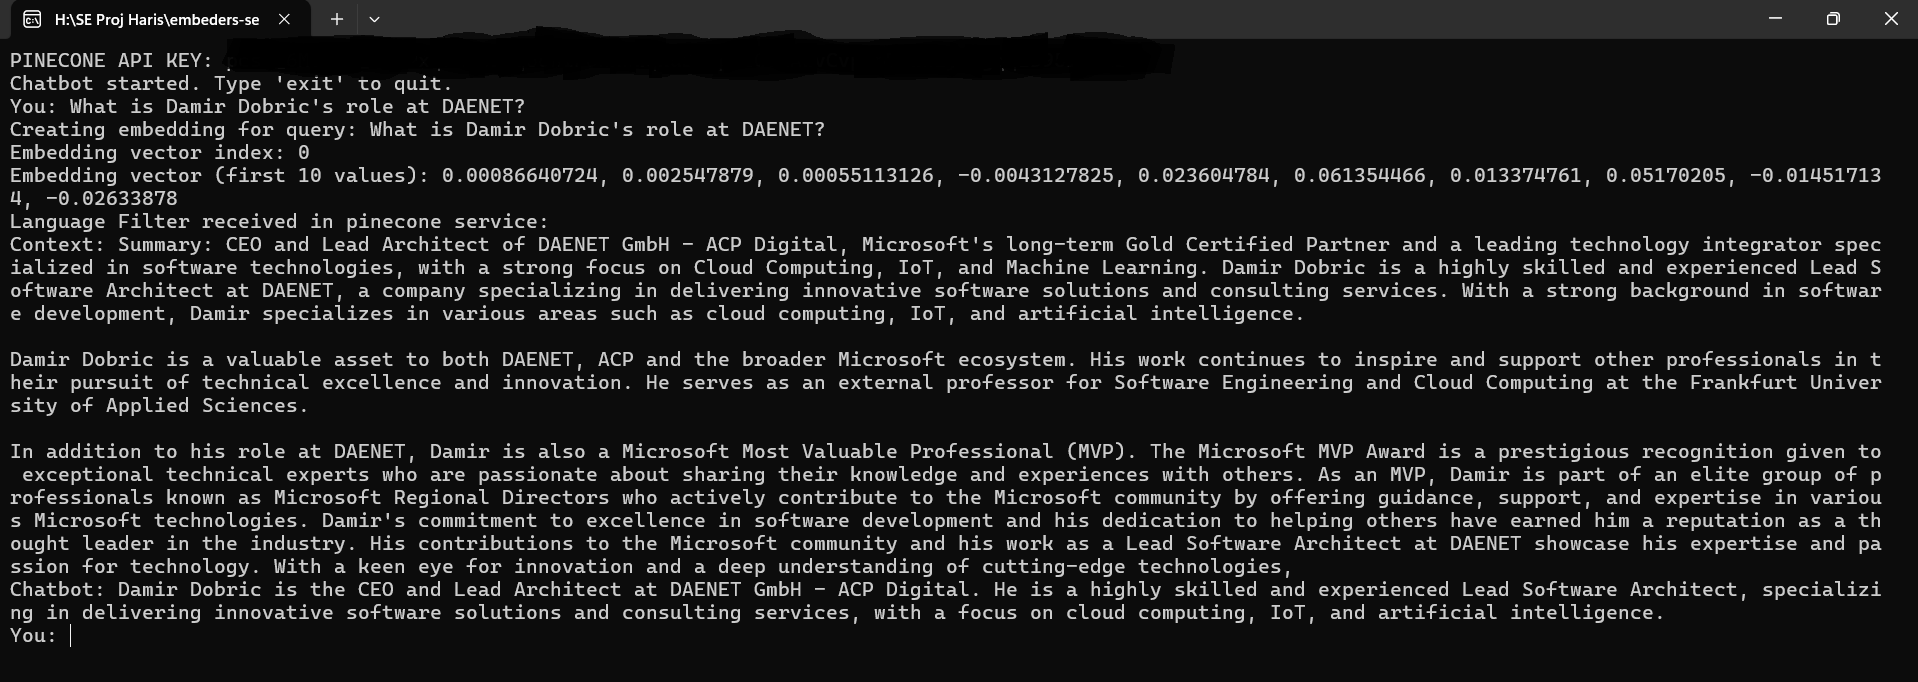 H:\SE Proj Haris\embeders-se
PINECONE API KEY:
Chatbot started. Type 'exit' to quit.
You: What is Damir Dobric's role at DAENET?
Creating embedding for query: What is Damir Dobric's role at DAENET?
Embedding vector index: 0
Embedding vector (first 10 values): 0.00086640724, 0.002547879, 0.00055113126, -0.0043127825, 0.023604784, 0.061354466, 0.013374761, 0.05170205, -0.01451713
4, -0.02633878
Language Filter received in pinecone service:
Context: Summary: CEO and Lead Architect of DAENET GmbH – ACP Digital, Microsoft's long-term Gold Certified Partner and a leading technology integrator spec
ialized in software technologies, with a strong focus on Cloud Computing, IoT, and Machine Learning. Damir Dobric is a highly skilled and experienced Lead S
oftware Architect at DAENET, a company specializing in delivering innovative software solutions and consulting services. With a strong background in softwar
e development, Damir specializes in various areas such as cloud computing, IoT, and artificial intelligence.
Damir Dobric is a valuable asset to both DAENET, ACP and the broader Microsoft ecosystem. His work continues to inspire and support other professionals in t
heir pursuit of technical excellence and innovation. He serves as an external professor for Software Engineering and Cloud Computing at the Frankfurt Univer
sity of Applied Sciences.
In addition to his role at DAENET, Damir is also a Microsoft Most Valuable Professional (MVP). The Microsoft MVP Award is a prestigious recognition given to
exceptional technical experts who are passionate about sharing their knowledge and experiences with others. As an MVP, Damir is part of an elite group of p
rofessionals known as Microsoft Regional Directors who actively contribute to the Microsoft community by offering guidance, support, and expertise in variou
s Microsoft technologies. Damir's commitment to excellence in software development and his dedication to helping others have earned him a reputation as a th
ought leader in the industry. His contributions to the Microsoft community and his work as a Lead Software Architect at DAENET showcase his expertise and pa
ssion for technology. With a keen eye for innovation and a deep understanding of cutting-edge technologies,
Chatbot: Damir Dobric is the CEO and Lead Architect at DAENET GmbH – ACP Digital. He is a highly skilled and experienced Lead Software Architect, specializi
ng in delivering innovative software solutions and consulting services, with a focus on cloud computing, IoT, and artificial intelligence.
You: